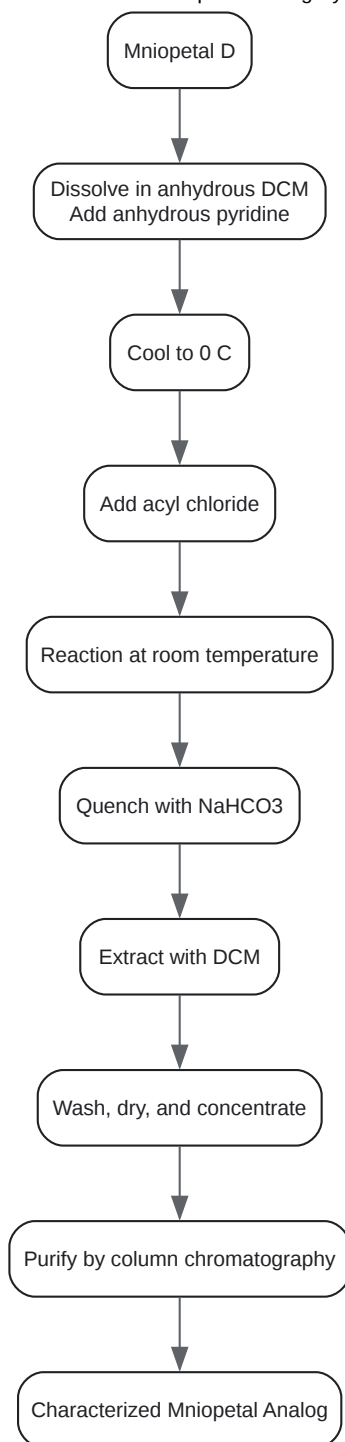 Mniopetal D
Dissolve in anhydrous DCM
Add anhydrous pyridine
Cool to 0 C
Add acyl chloride
Reaction at room temperature
Quench with NaHCO3
Extract with DCM
Wash, dry, and concentrate
Purify by column chromatography
Characterized Mniopetal Analog